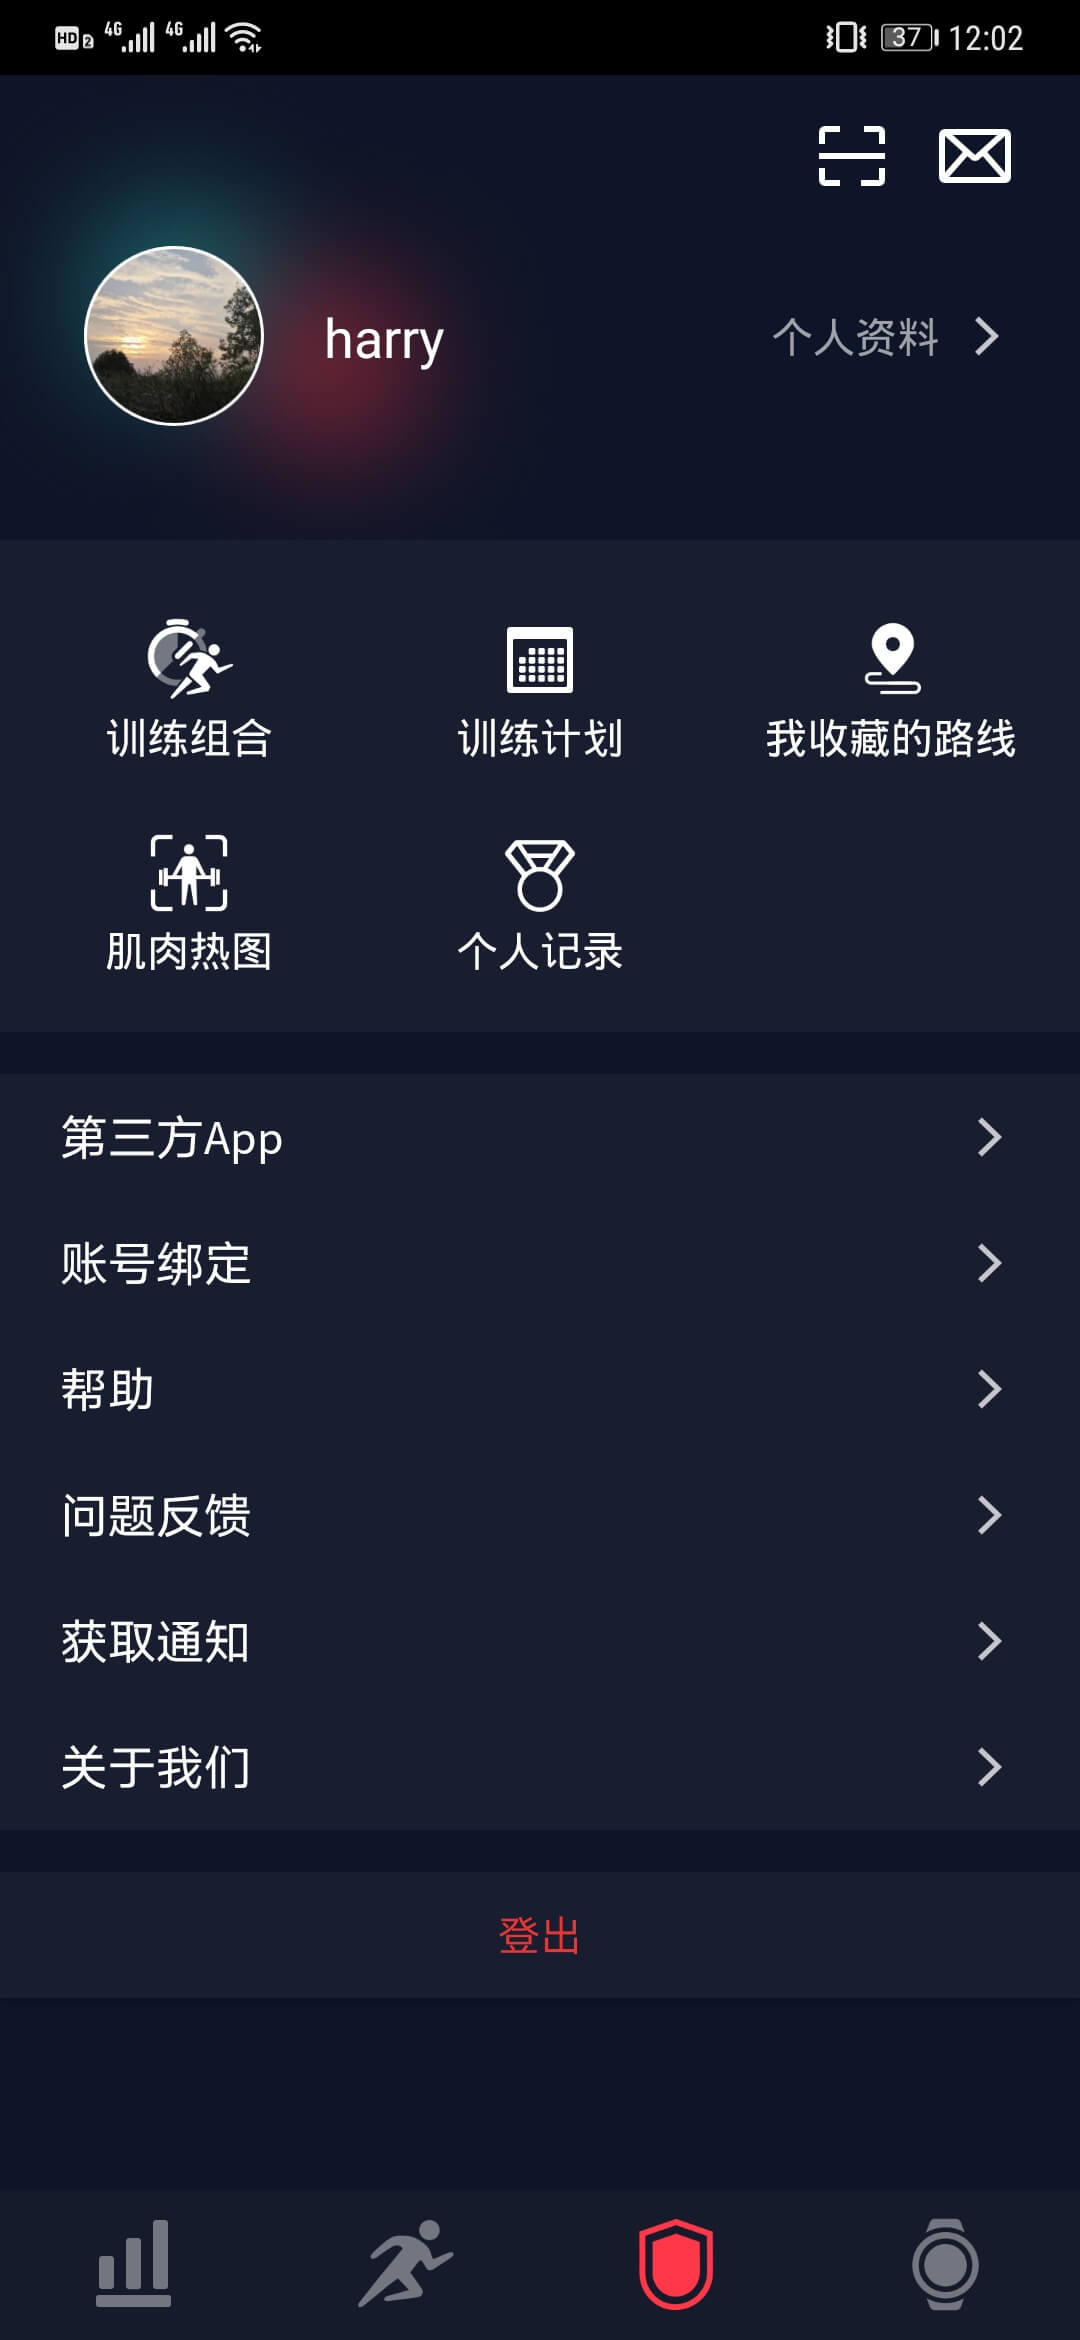 HD 2 4G 4G 37 12:02
harry 个人资料
训练组合 训练计划 我收藏的路线
肌肉热图 个人记录
第三方App
账号绑定
帮助
问题反馈
获取通知
关于我们
登出